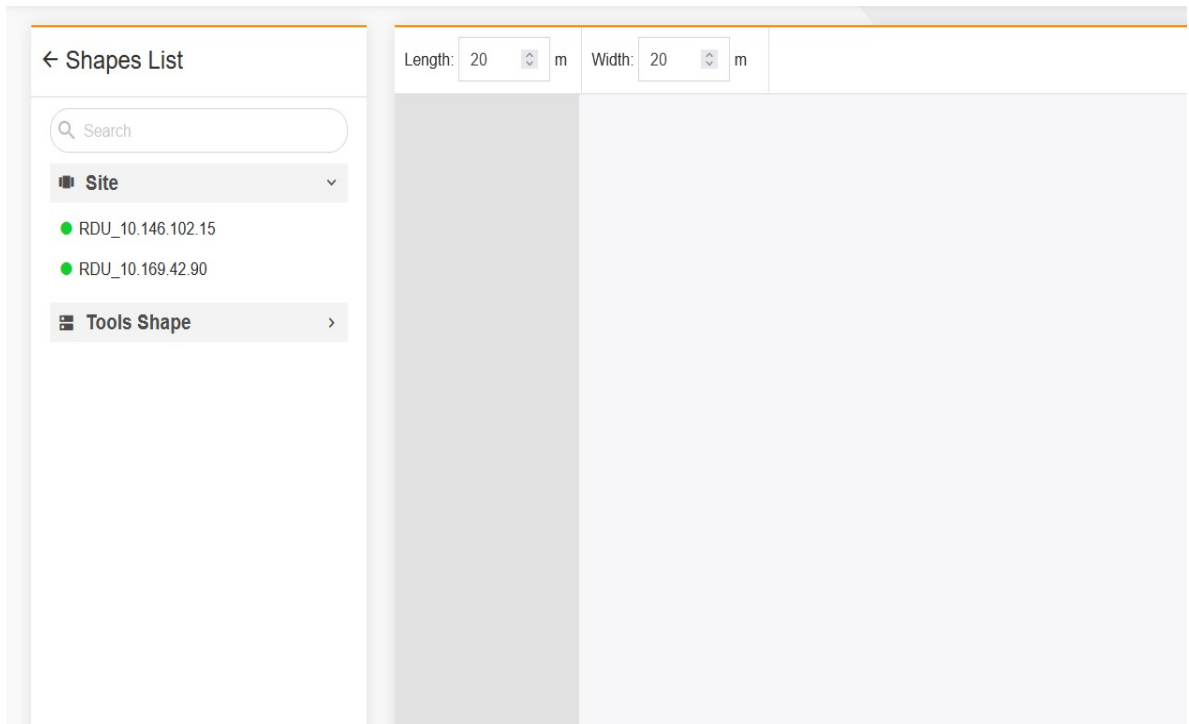 Shapes List
Length: 20 m Width: 20 m
Search
Site
RDU_10.146.102.15
RDU_10.169.42.90
Tools Shape